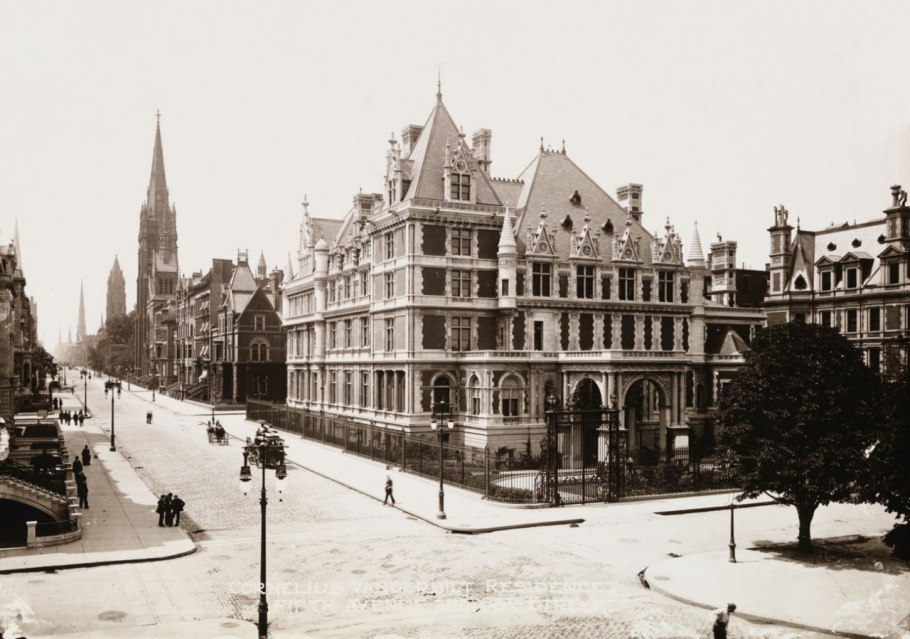 CORNELIUS VANDERBILT RESIDENCE
FIFTH AVENUE AND